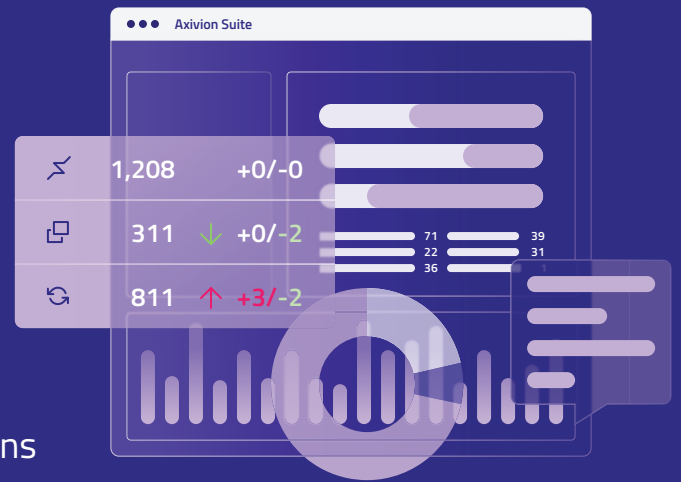 Axivion Suite
1,208 +0/-0
311 ↓ +0/-2
811 ↑ +3/-2
71 39
22 31
36 1
ns